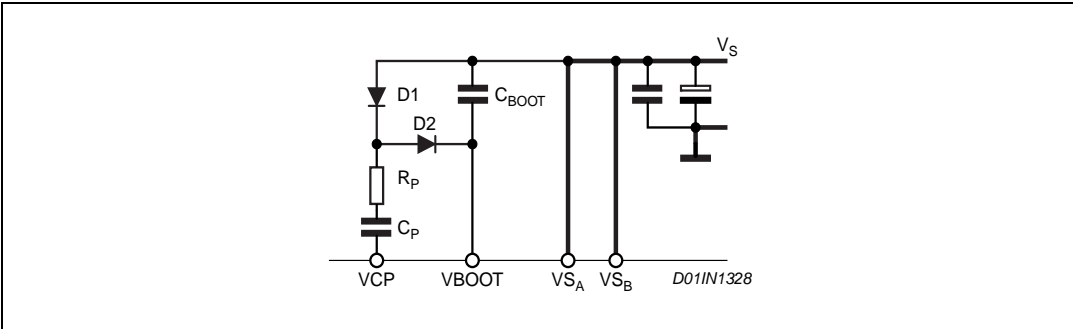 V_S
D1
C_BOOT
D2
R_P
C_P
VCP VBOOT VS_A VS_B D01IN1328